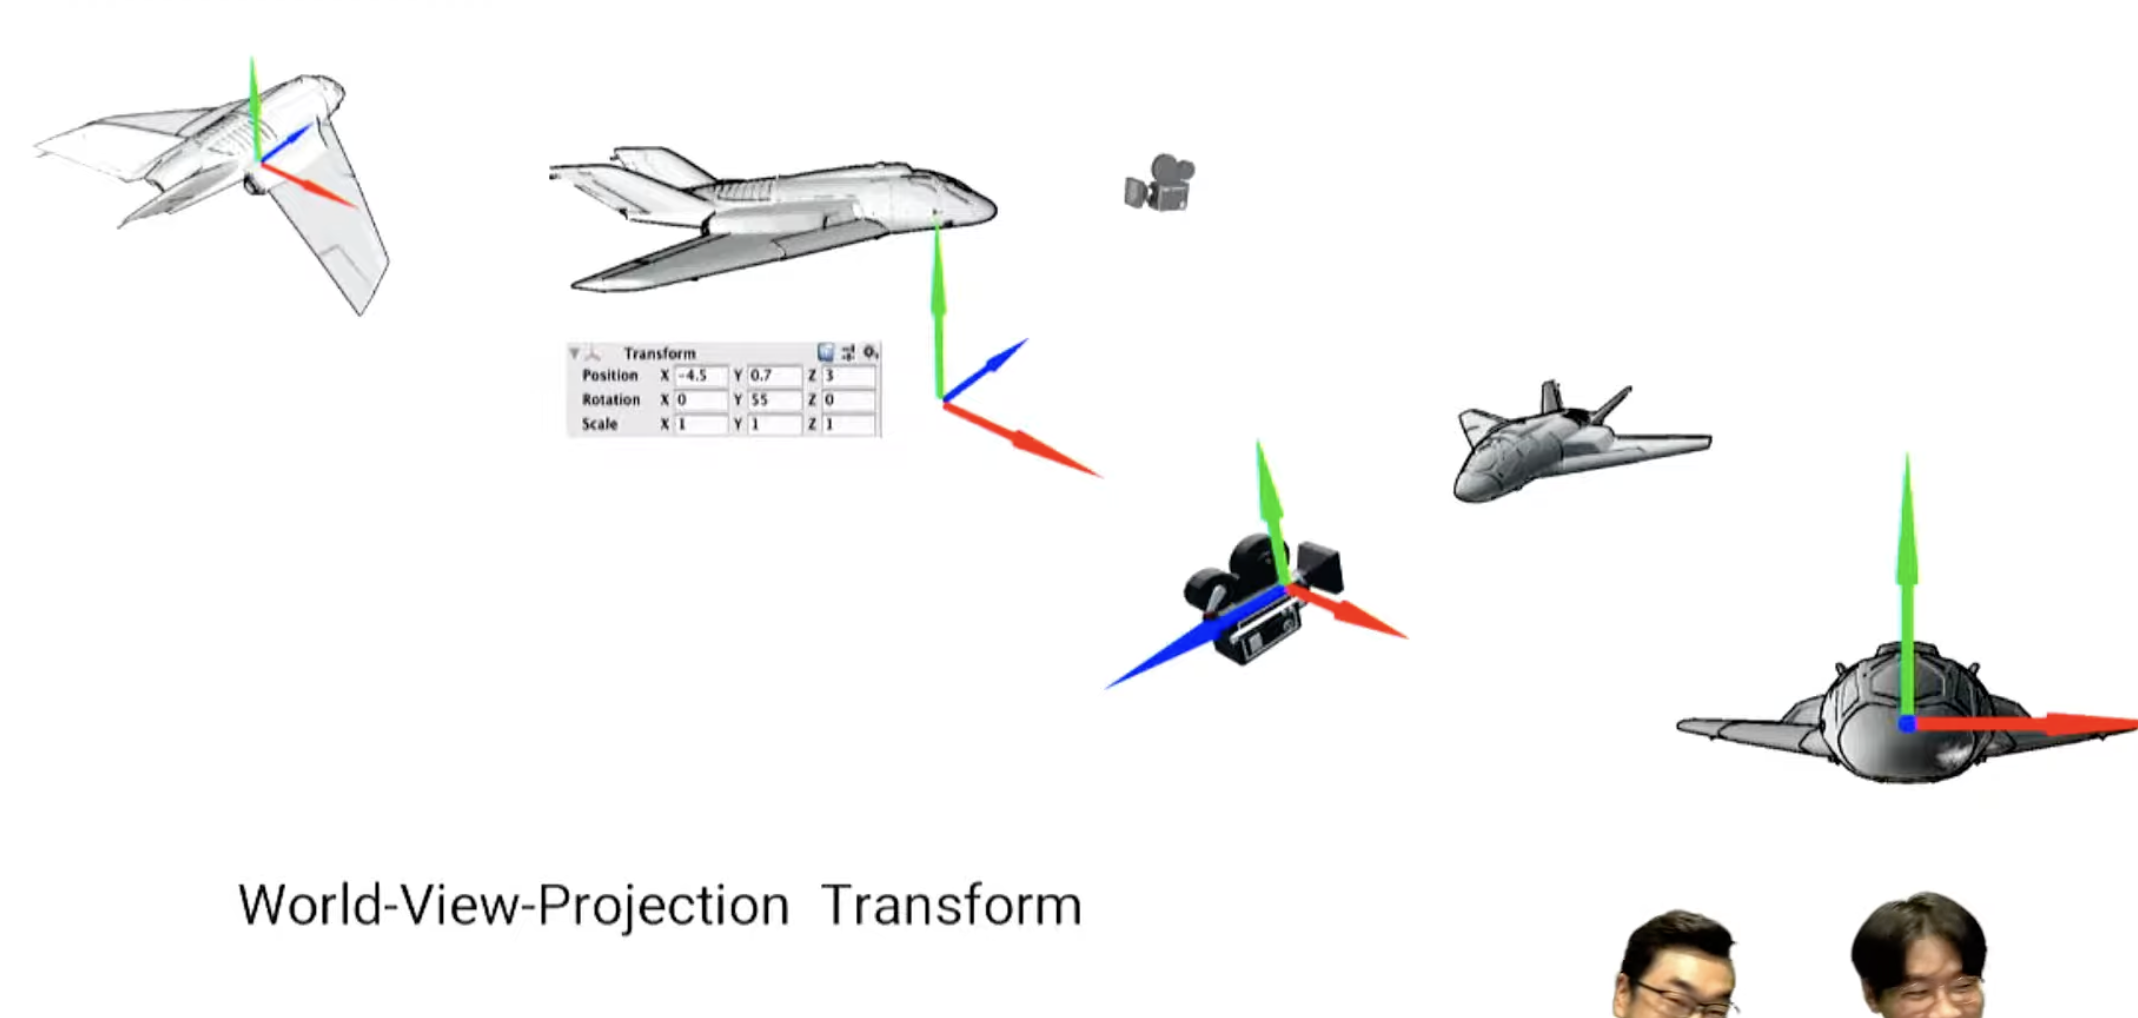 Transform
Position X -4.5 Y 0.7 Z 3
Rotation X 0 Y 55 Z 0
Scale X 1 Y 1 Z 1
World-View-Projection Transform